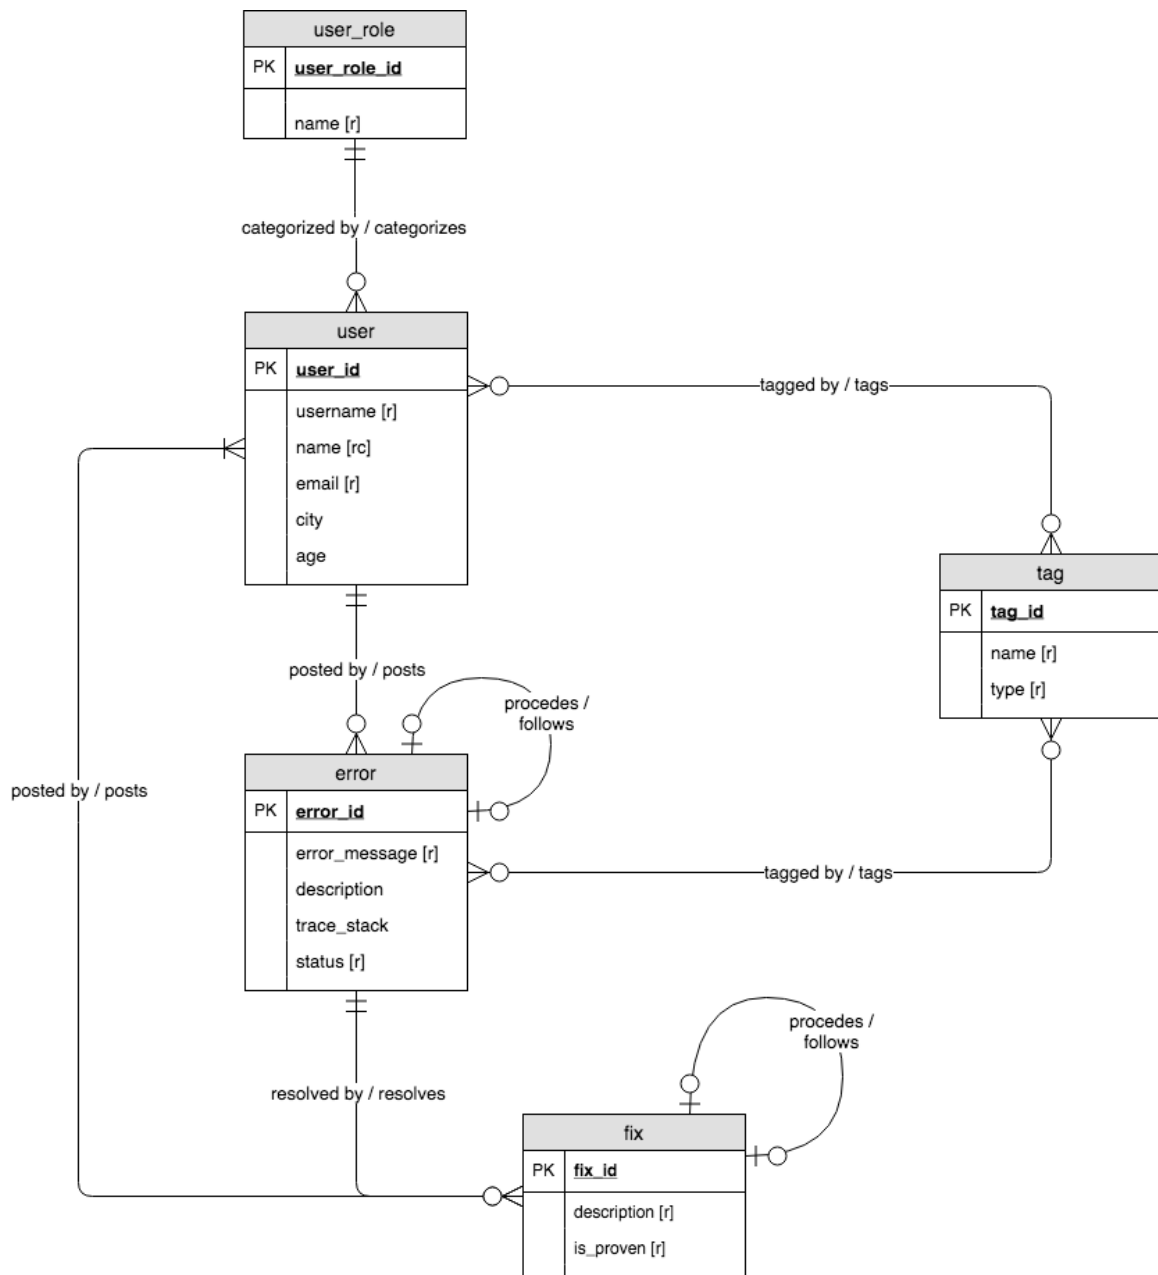 user_role
PK user_role_id
name [r]
categorized by / categorizes
user
PK user_id
username [r]
name [rc]
email [r]
city
age
tagged by / tags
tag
PK tag_id
name [r]
type [r]
posted by / posts
procedes /
follows
error
PK error_id
error_message [r]
description
trace_stack
status [r]
posted by / posts
tagged by / tags
resolved by / resolves
procedes /
follows
fix
PK fix_id
description [r]
is_proven [r]